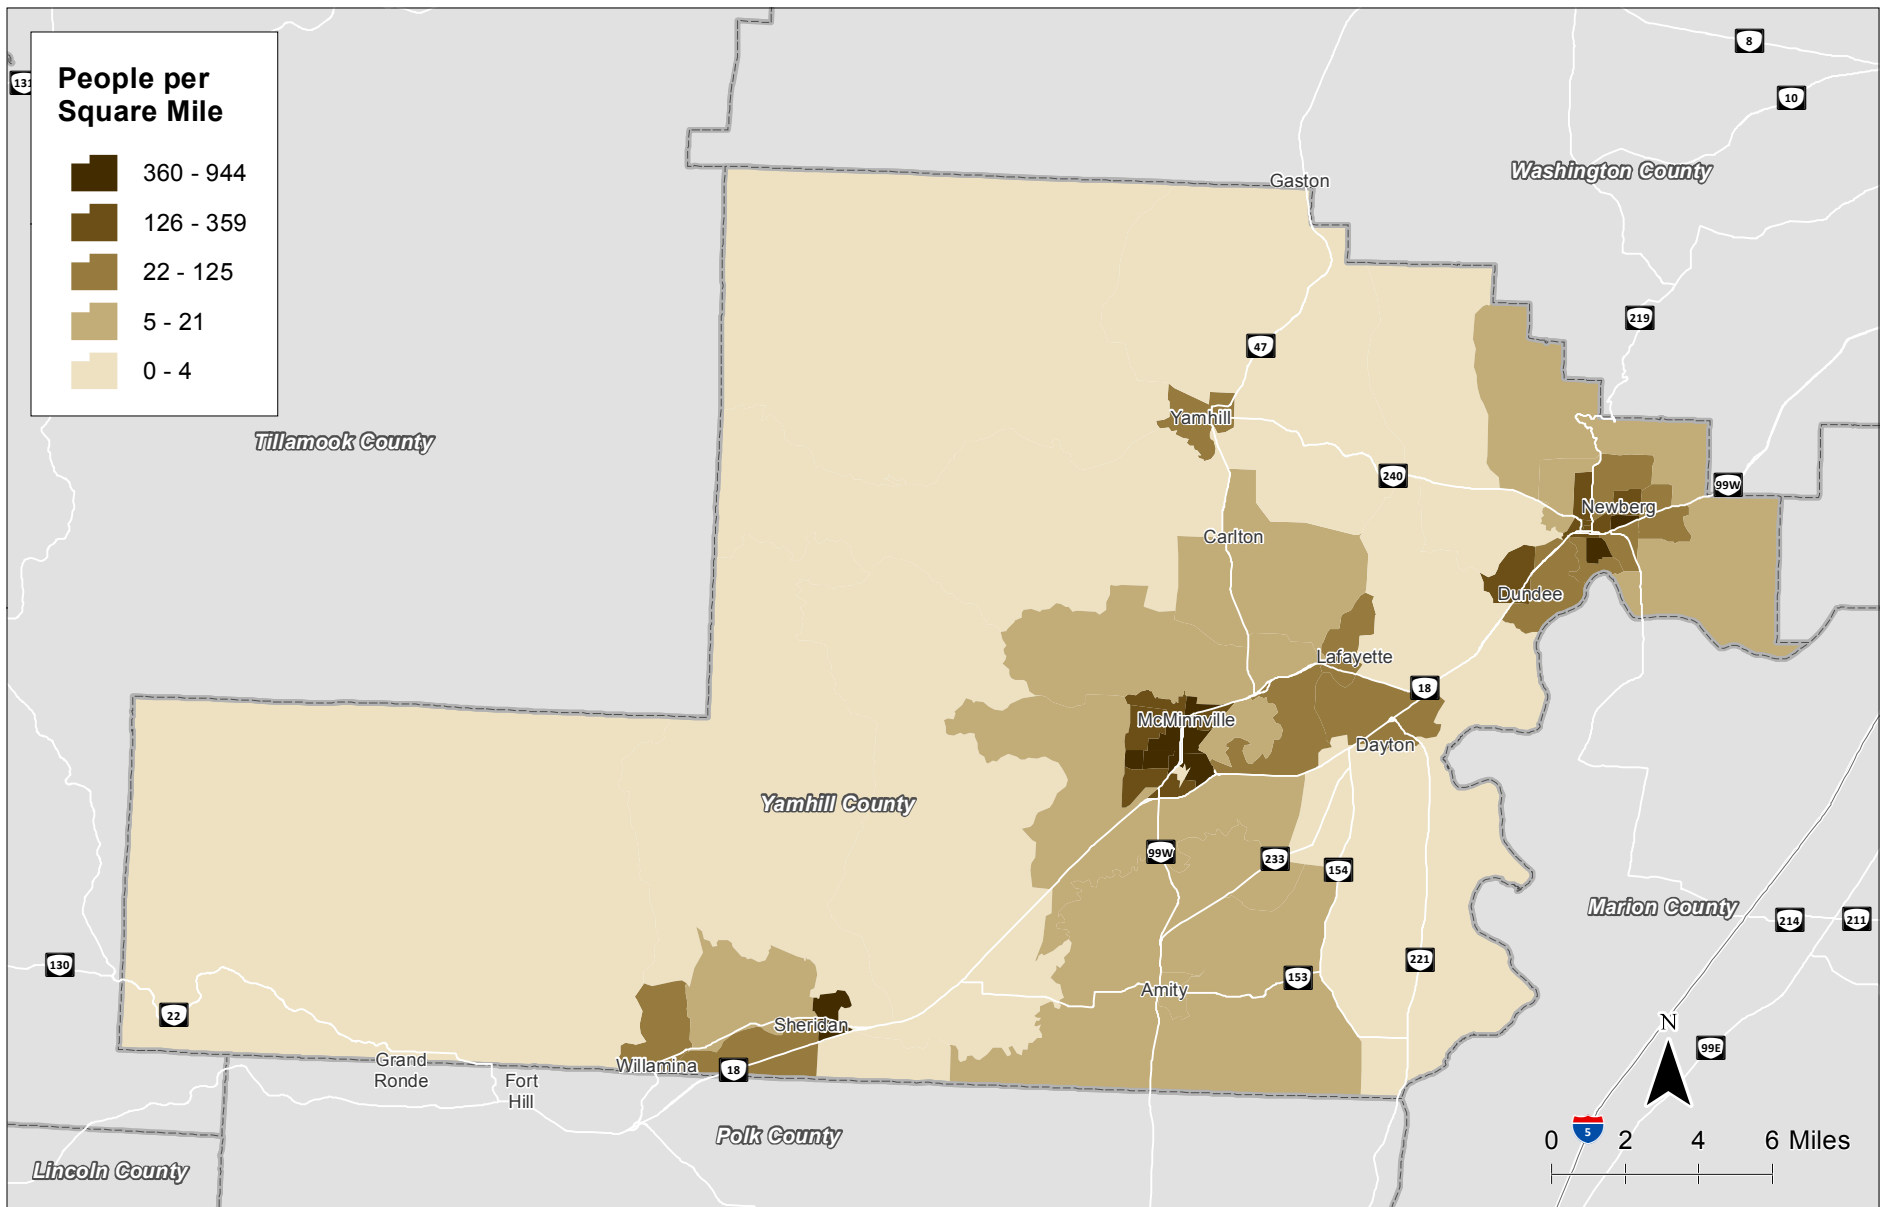 People per
Square Mile
360 - 944
126 - 359
22 - 125
5 - 21
0 - 4
131
8
10
Washington County
Gaston
219
47
Tillamook County
Yamhill
240
99W
Newberg
Carlton
Dundee
Lafayette
18
McMinnville
Dayton
Yamhill County
99W
233
154
Marion County
214
211
130
221
153
Amity
22
Sheridan
N
99E
Grand
Ronde
Willamina
18
Fort
Hill
Polk County
5
0 2 4 6 Miles
Lincoln County